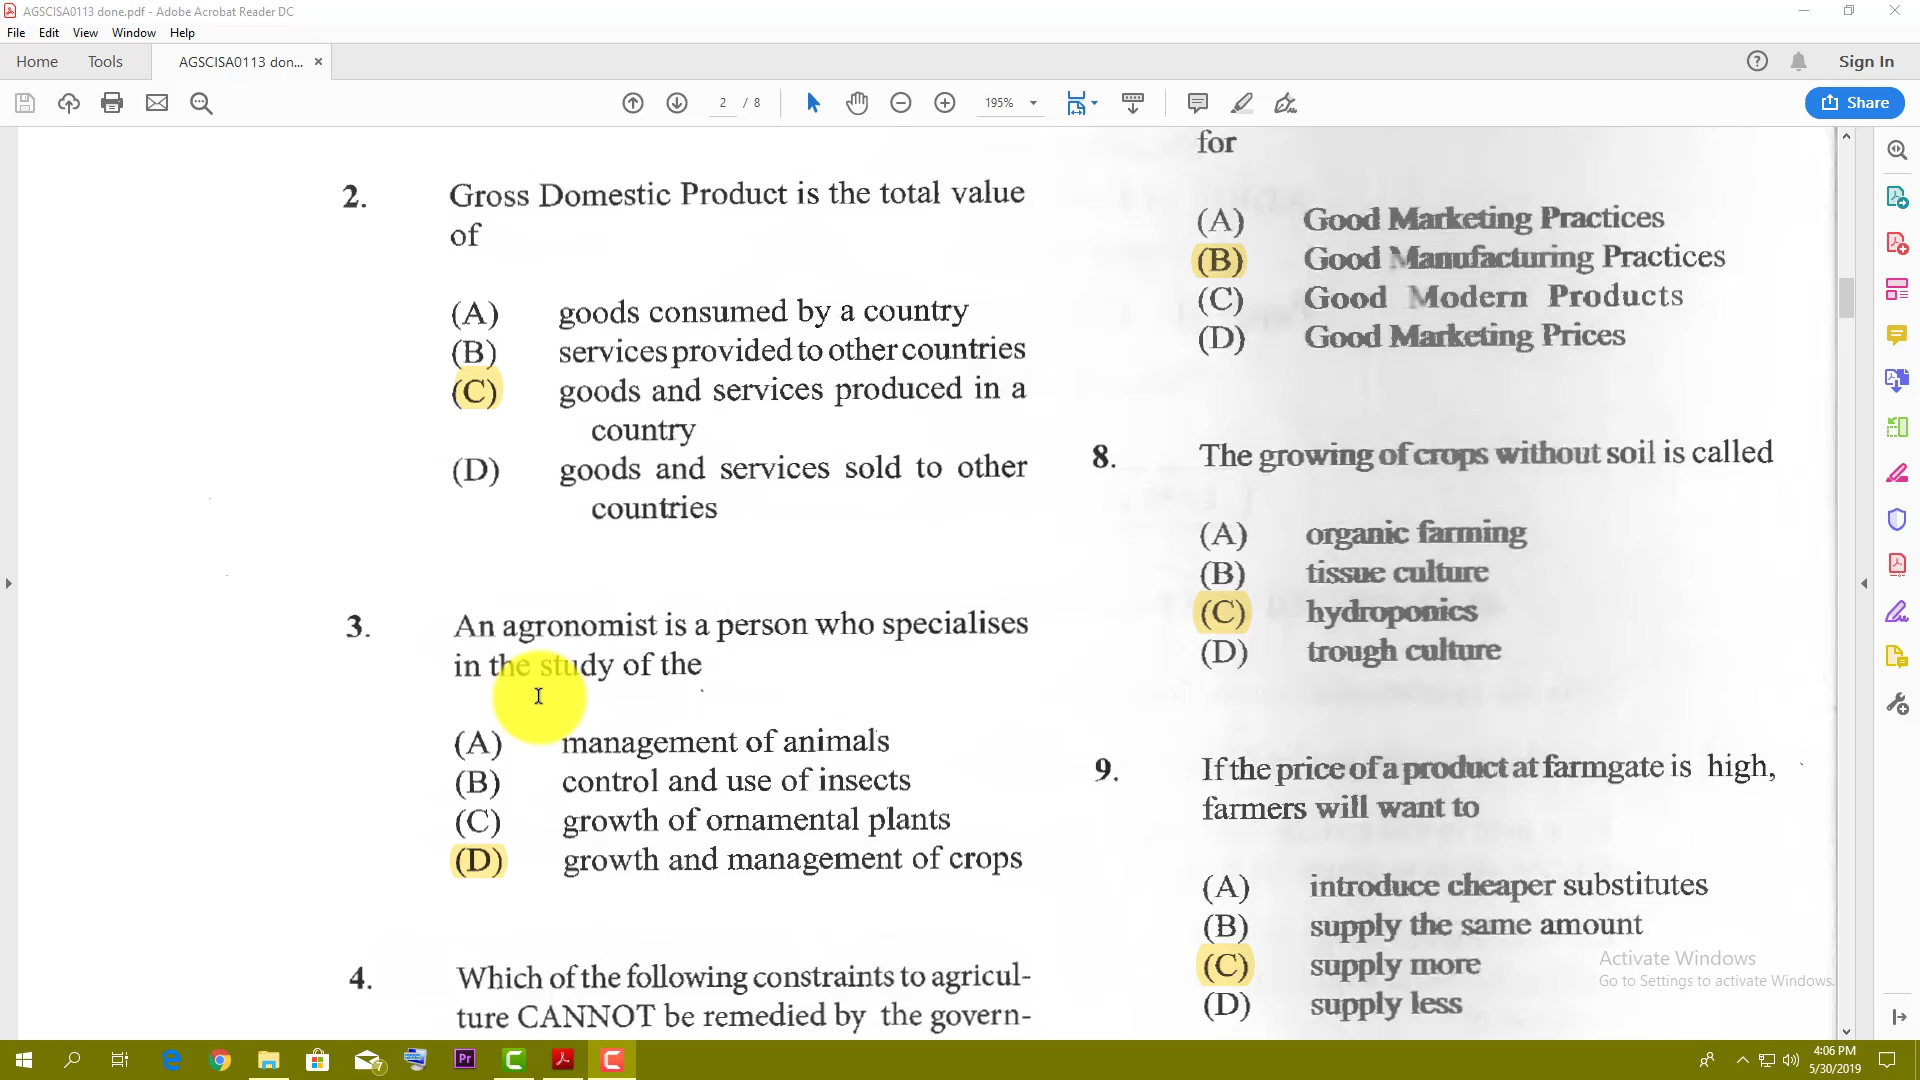 AGSCISA0113 done.pdf - Adobe Acrobat Reader DC
File Edit View Window Help
Home Tools AGSCISA0113 don... × Sign In
2 / 8 195% Share
2. Gross Domestic Product is the total value
of
(A) goods consumed by a country
(B) services provided to other countries
(C) goods and services produced in a
country
(D) goods and services sold to other
countries
3. An agronomist is a person who specialises
in the study of the
(A) management of animals
(B) control and use of insects
(C) growth of ornamental plants
(D) growth and management of crops
4. Which of the following constraints to agricul-
ture CANNOT be remedied by the govern-
for
(A) Good Marketing Practices
(B) Good Manufacturing Practices
(C) Good Modern Products
(D) Good Marketing Prices
8. The growing of crops without soil is called
(A) organic farming
(B) tissue culture
(C) hydroponics
(D) trough culture
9. If the price of a product at farmgate is high,
farmers will want to
(A) introduce cheaper substitutes
(B) supply the same amount
(C) supply more
(D) supply less
Activate Windows
Go to Settings to activate Windows.
7 Pr
4:06 PM
5/30/2019